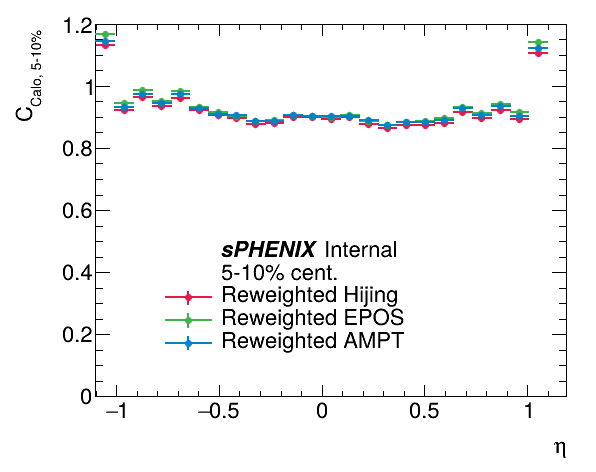 C Calo, 5-10%
1.2
1
0.8
0.6
0.4
0.2
0
sPHENIX Internal
5-10% cent.
Reweighted Hijing
Reweighted EPOS
Reweighted AMPT
−1 −0.5 0 0.5 1
η